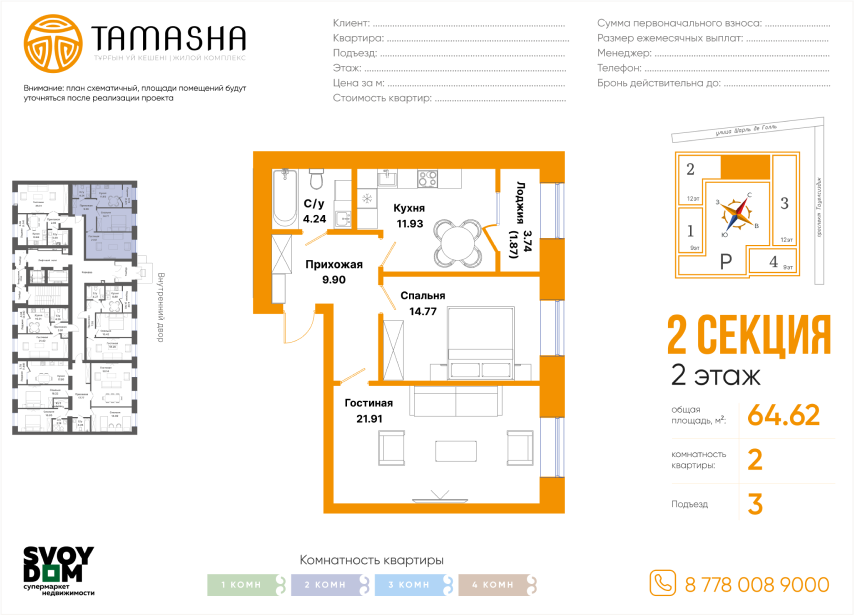 TAMASHA
ТҰРҒЫН ҮЙ КЕШЕНІ | ЖИЛОЙ КОМПЛЕКС
Внимание: план схематичный, площади помещений будут
уточняться после реализации проекта
Клиент:
Квартира:
Подъезд:
Этаж:
Цена за м:
Стоимость квартир:
Сумма первоначального взноса:
Размер ежемесячных выплат:
Менеджер:
Телефон:
Бронь действительна до:
Внутренний двор
С/у
4.24
Кухня
11.93
Лоджия 3.74
(1.87)
Прихожая
9.90
Спальня
14.77
Гостиная
21.91
улица Шарль де Голль
2
12эт
3
12эт
1
9эт
4
9эт
Р
С
З
В
Ю
2 СЕКЦИЯ
2 этаж
общая
площадь, м²:
64.62
комнатность
квартиры:
2
Подъезд
3
SVOY
DOM
супермаркет
недвижимости
Комнатность квартиры
1 КОМН
2 КОМН
3 КОМН
4 КОМН
8 778 008 9000